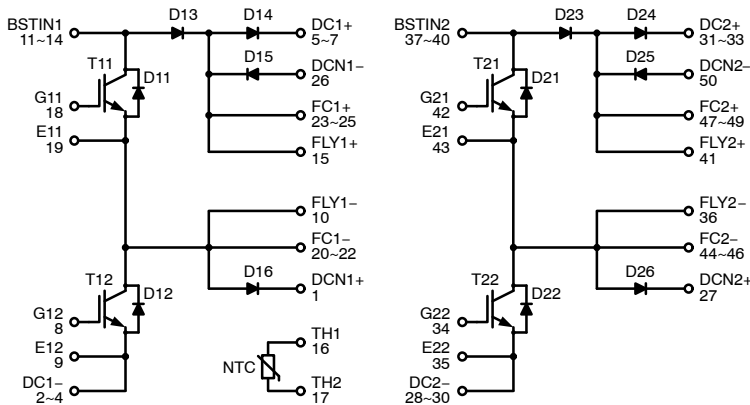 BSTIN1
11~14
D13
D14
DC1+
5~7
D15
DCN1−
26
T11
D11
G11
18
FC1+
23~25
E11
19
FLY1+
15
FLY1−
10
FC1−
20~22
T12
D12
D16
DCN1+
1
G12
8
E12
9
DC1−
2~4
TH1
16
NTC
TH2
17
BSTIN2
37~40
D23
D24
DC2+
31~33
D25
DCN2−
50
T21
D21
G21
42
FC2+
47~49
E21
43
FLY2+
41
FLY2−
36
FC2−
44~46
T22
D22
D26
DCN2+
27
G22
34
E22
35
DC2−
28~30